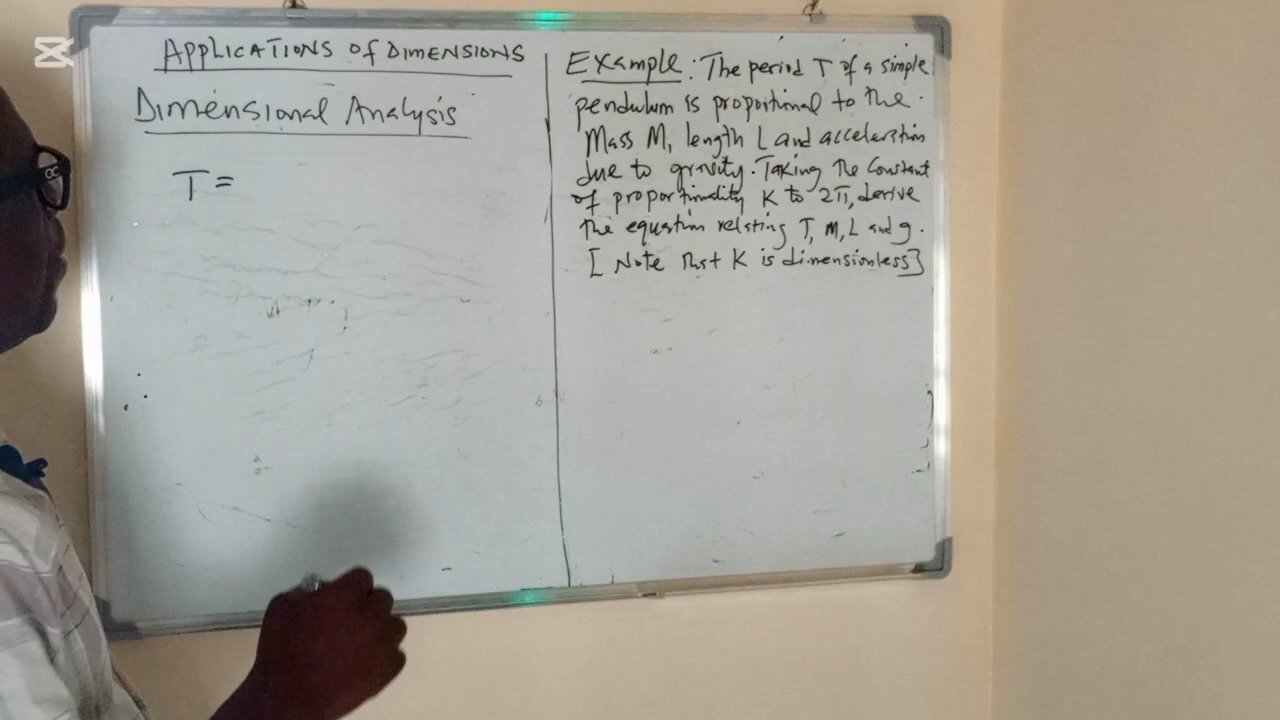 APPLICATIONS Of DIMENSIONS
Dimensional Analysis
T =
Example: The period T of a simple
pendulum is proportional to the
Mass M, length L and acceleration
due to gravity. Taking The Constant
of proportionality K to 2π, derive
the equation relating T, M, L and g.
[ Note that K is dimensionless]